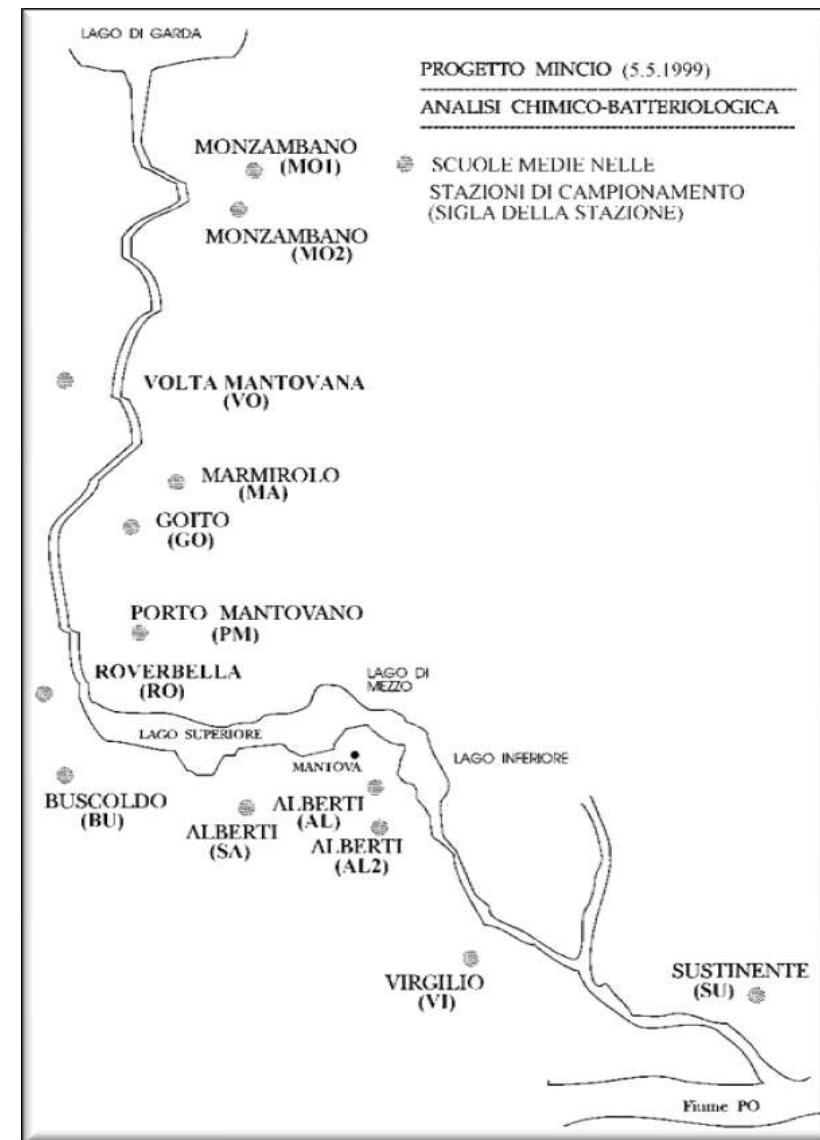 LAGO DI GARDA
PROGETTO MINCIO (5.5.1999)
ANALISI CHIMICO-BATTERIOLOGICA
SCUOLE MEDIE NELLE
STAZIONI DI CAMPIONAMENTO
(SIGLA DELLA STAZIONE)
MONZAMBANO
(MO1)
MONZAMBANO
(MO2)
VOLTA MANTOVANA
(VO)
MARMIROLO
(MA)
GOITO
(GO)
PORTO MANTOVANO
(PM)
ROVERBELLA
(RO)
LAGO DI
MEZZO
LAGO SUPERIORE
MANTOVA
LAGO INFERIORE
BUSCOLDO
(BU)
ALBERTI
(SA)
ALBERTI
(AL)
ALBERTI
(AL2)
VIRGILIO
(VI)
SUSTINENTE
(SU)
Fiume PO